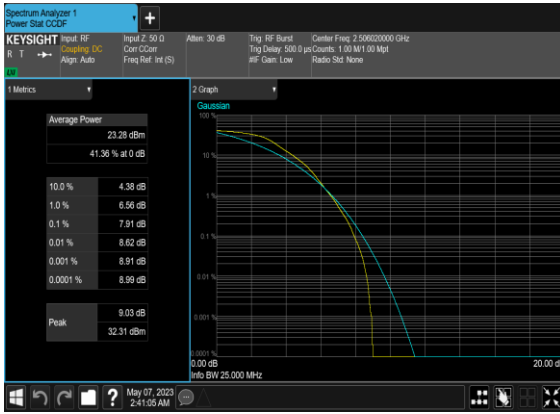 Spectrum Analyzer 1
Power Stat CCDF
KEYSIGHT
R T
Input: RF
Coupling: DC
Align: Auto
Input Z: 50 Ω
Corr CCorr
Freq Ref: Int (S)
Atten: 30 dB
Trig: RF Burst
Trig Delay: 500.0 µs
#IF Gain: Low
Center Freq: 2.506020000 GHz
Counts: 1.00 M/1.00 Mpt
Radio Std: None
1 Metrics
Average Power
23.28 dBm
41.36 % at 0 dB
10.0 % 4.38 dB
1.0 % 6.56 dB
0.1 % 7.91 dB
0.01 % 8.62 dB
0.001 % 8.91 dB
0.0001 % 8.99 dB
Peak
9.03 dB
32.31 dBm
2 Graph
Gaussian
100 %
10 %
1 %
0.1 %
0.01 %
0.001 %
0.0001 %
0.00 dB
20.00 d
Info BW 25.000 MHz
?
May 07, 2023
2:41:05 AM